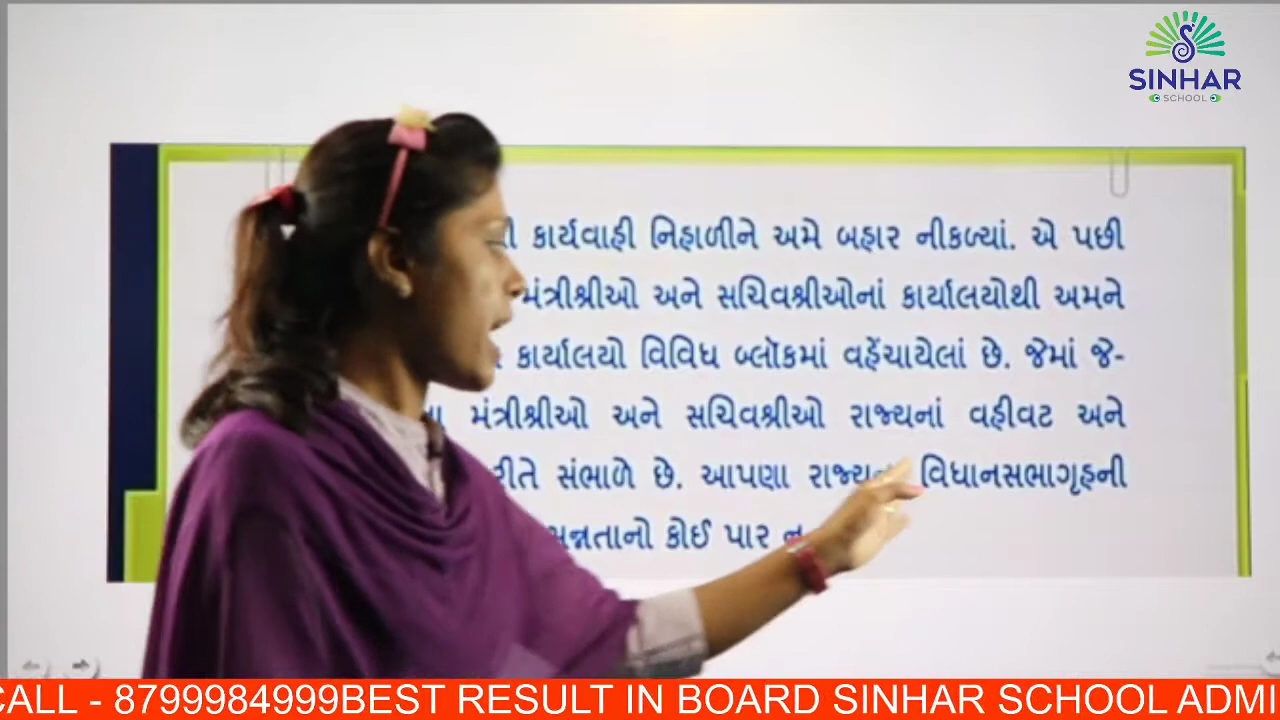 SINHAR
SCHOOL
કાર્યવાહી નિહાળીને અમે બહાર નીકળ્યાં. એ પછી
મંત્રીશ્રીઓ અને સચિવશ્રીઓનાં કાર્યાલયોથી અમને
કાર્યાલયો વિવિધ બ્લૉકમાં વહેંચાયેલાં છે. જેમાં જે-
મંત્રીશ્રીઓ અને સચિવશ્રીઓ રાજ્યનાં વહીવટ અને
રીતે સંભાળે છે. આપણા વિધાનસભાગૃહની
કોઈ પાર
CALL - 8799984999BEST RESULT IN BOARD SINHAR SCHOOL ADMI